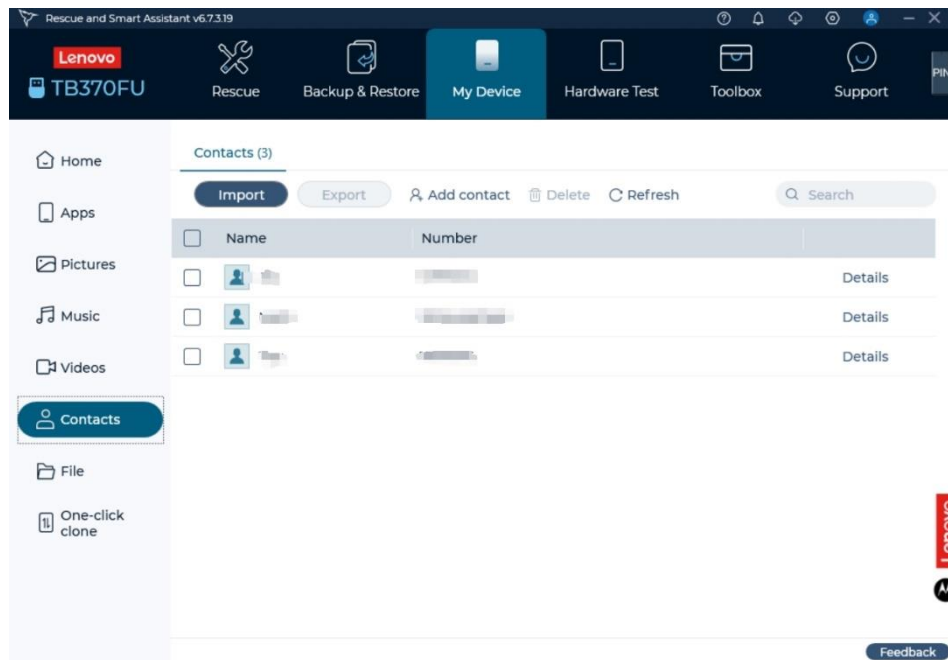 Rescue and Smart Assistant v6.7.3.19
Lenovo
TB370FU
Rescue
Backup & Restore
My Device
Hardware Test
Toolbox
Support
PIN
Home
Apps
Pictures
Music
Videos
Contacts
File
One-click
clone
Contacts (3)
Import
Export
Add contact
Delete
Refresh
Search
Name
Number
Details
Details
Details
Lenovo
Feedback